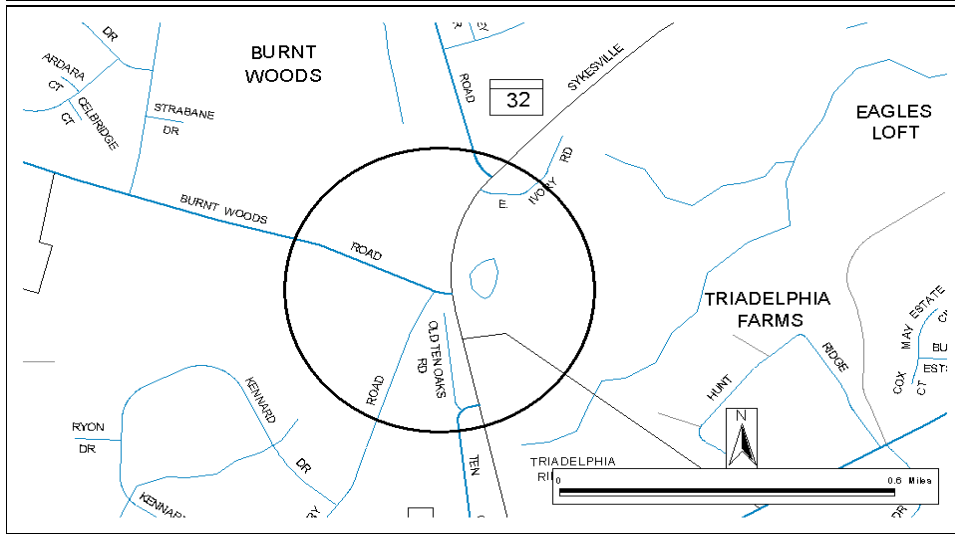 DR
BURNT
WOODS
ARDARA
CT
CELBRIDGE
CT
STRABANE
DR
ROAD
32
SYKESVILLE
EAGLES
LOFT
RD
IVORY
E.
BURNT WOODS
ROAD
TRIADELPHIA
FARMS
MAY ESTATE
COX
CT
OLD TEN OAKS
RD
ROAD
HUNT
RIDGE
KENNARD
DR
RYON
DR
TEN
TRIADELPHIA
N
0
0.6 Miles
DR